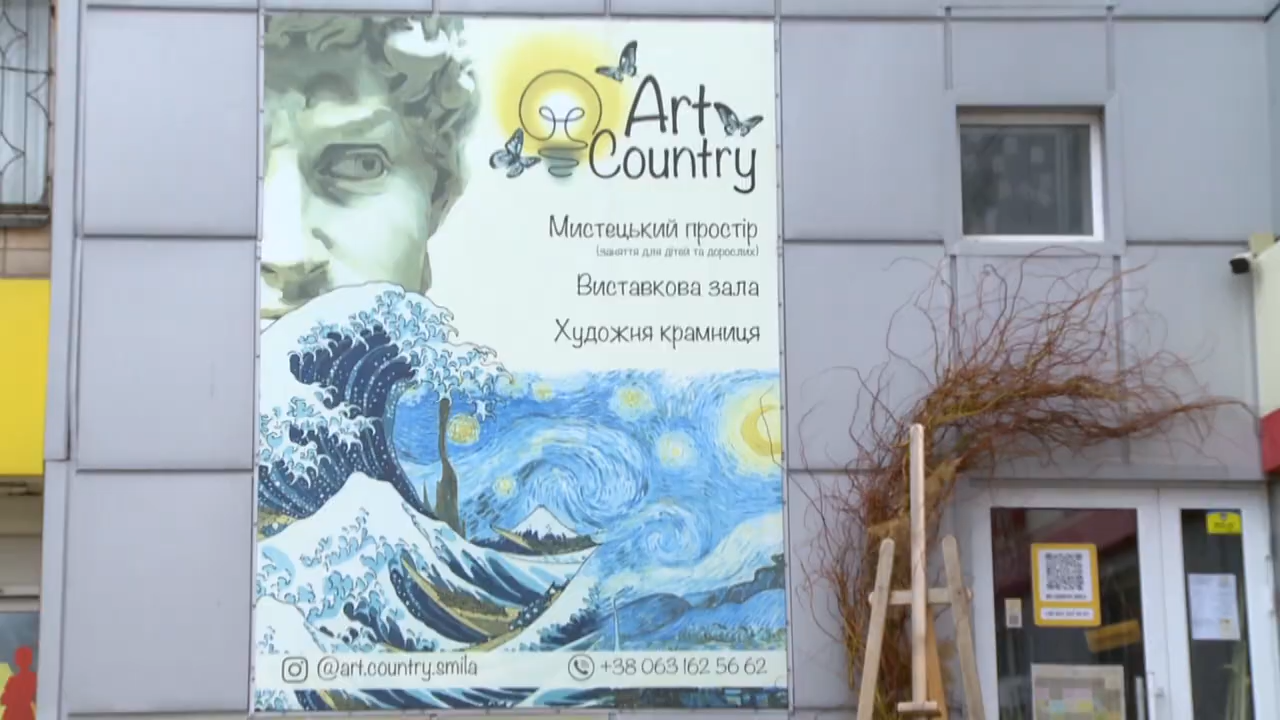 Art
Country
Мистецький простір
(заняття для дітей та дорослих)
Виставкова зала
Художня крамниця
@art.country.smila
+38 063 162 56 62